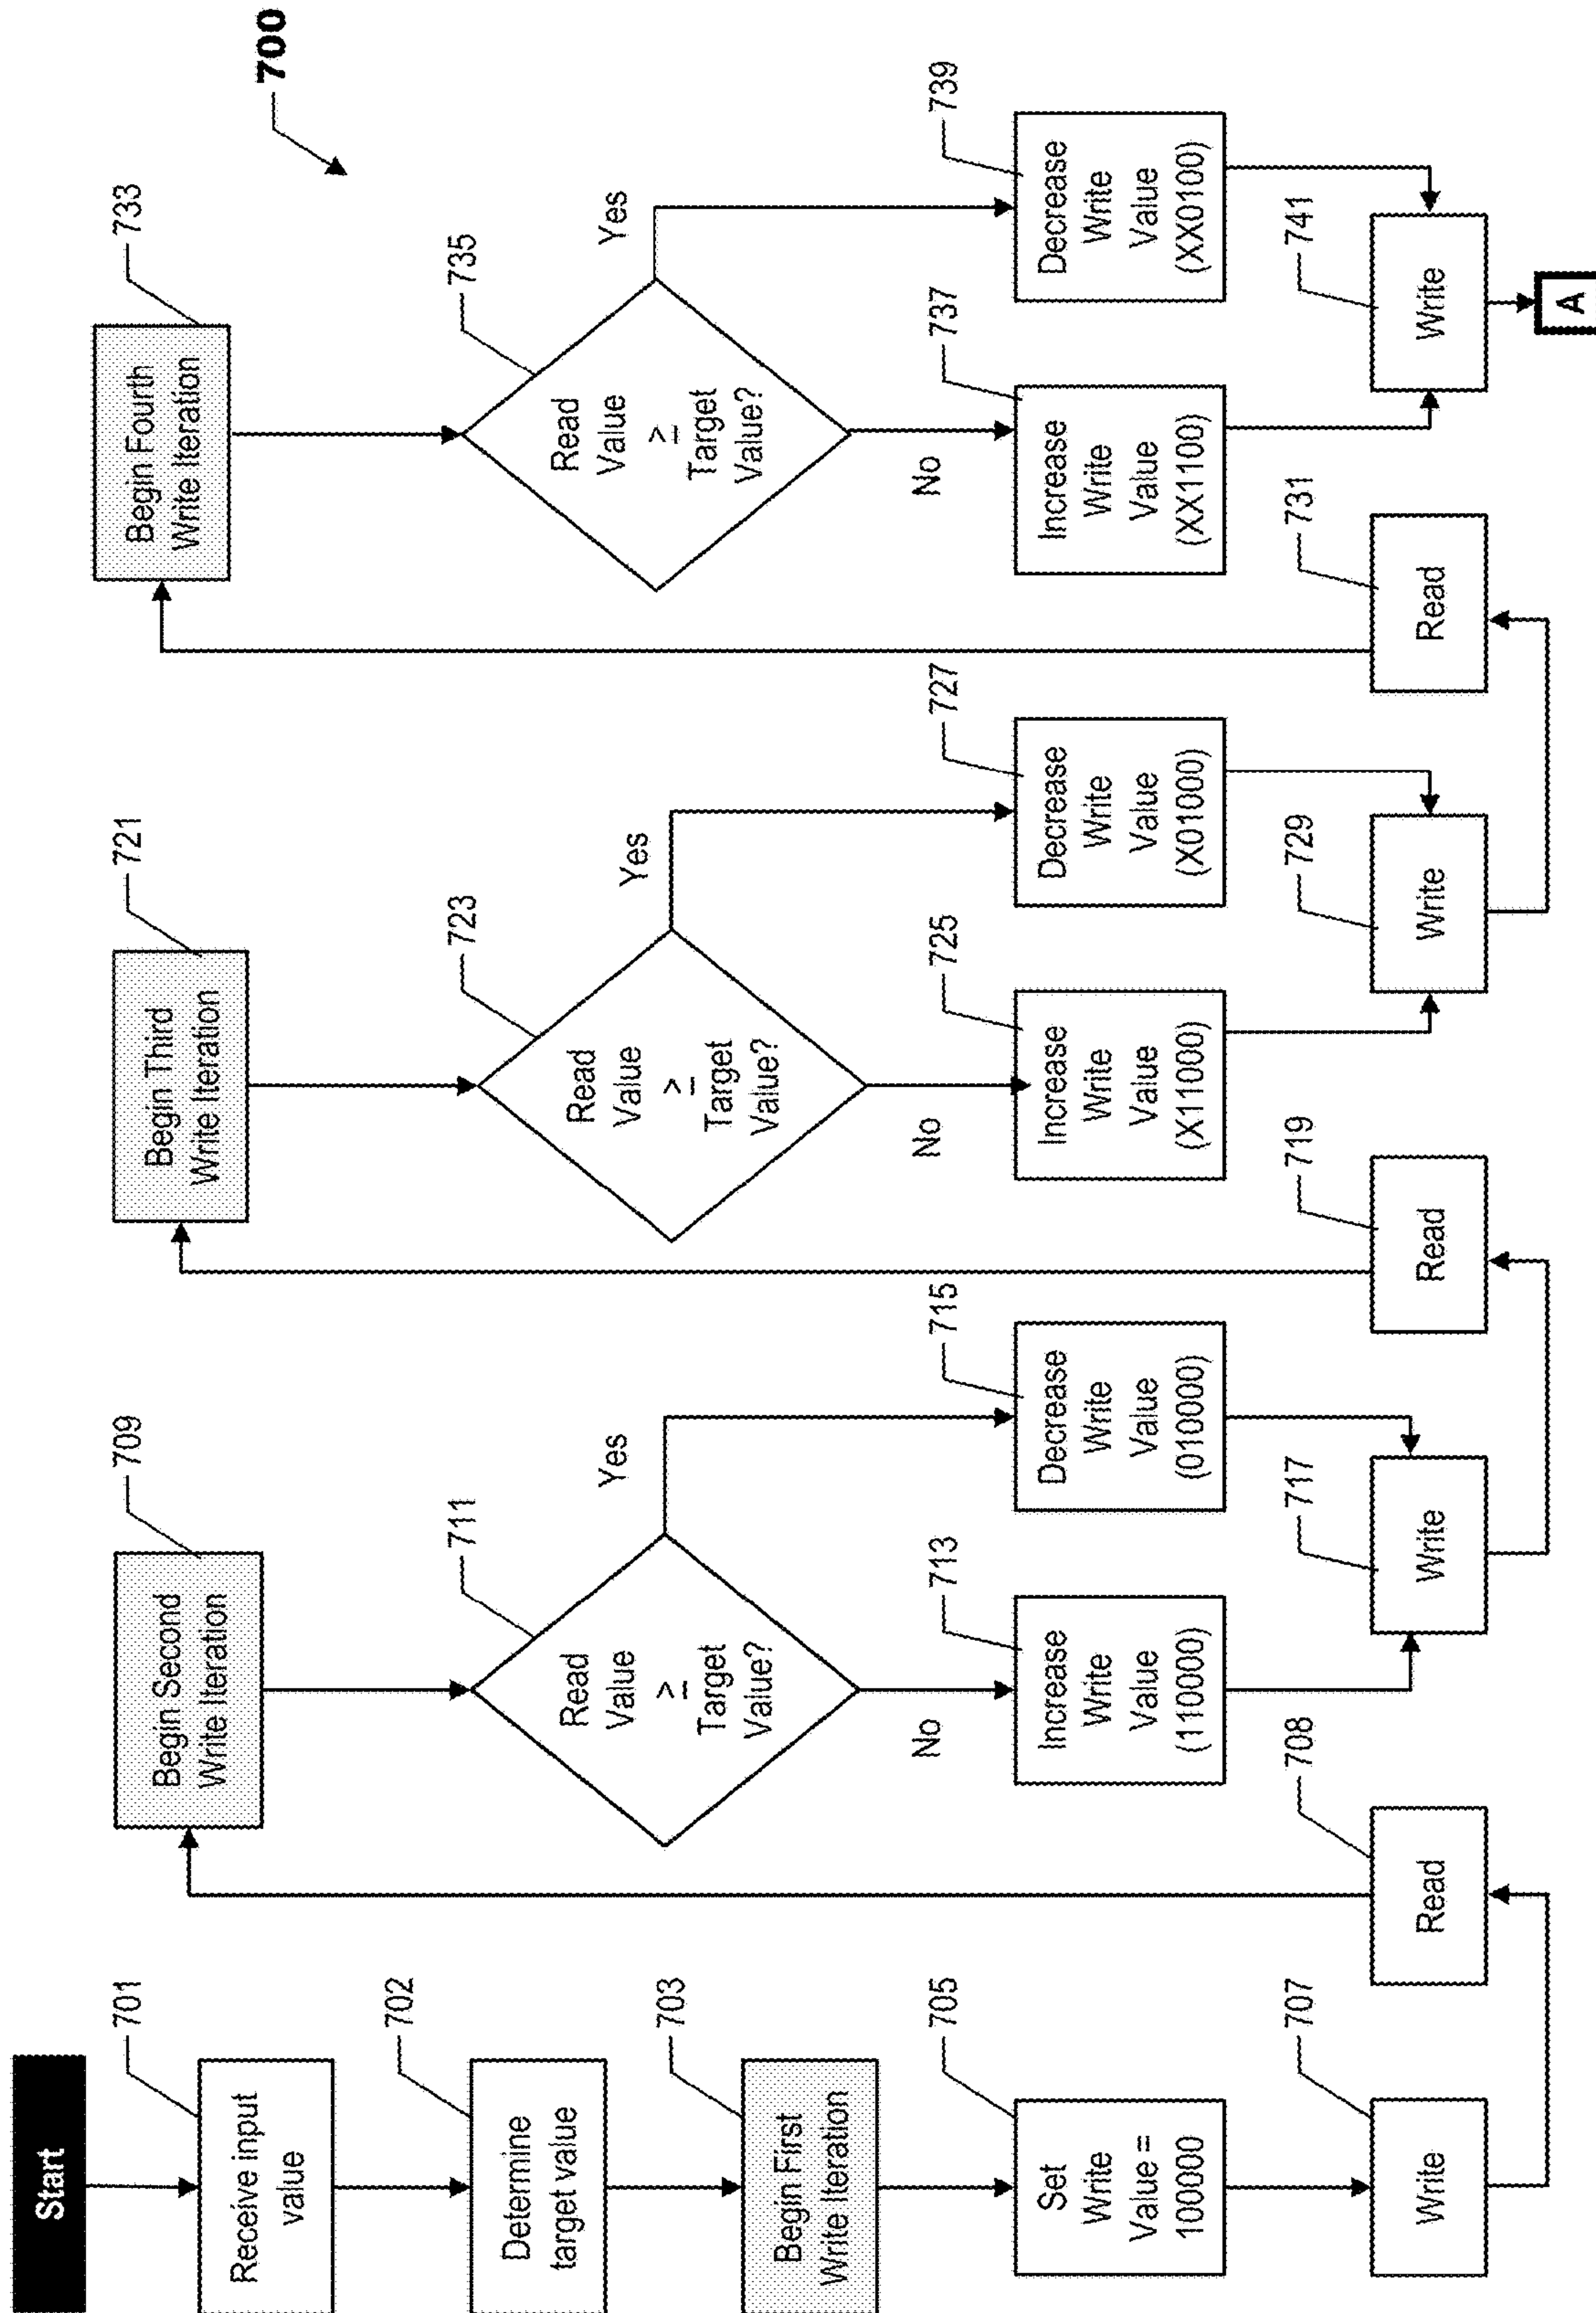 700
Start
701
Receive input
value
702
Determine
target value
703
Begin First
Write Iteration
705
Set
Write
Value =
100000
707
Write
708
Read
709
Begin Second
Write Iteration
711
Read
Value
≥
Target
Value?
No
Yes
713
Increase
Write
Value
(110000)
715
Decrease
Write
Value
(010000)
717
Write
719
Read
721
Begin Third
Write Iteration
723
Read
Value
≥
Target
Value?
No
Yes
725
Increase
Write
Value
(X11000)
727
Decrease
Write
Value
(X01000)
729
Write
731
Read
733
Begin Fourth
Write Iteration
735
Read
Value
≥
Target
Value?
No
Yes
737
Increase
Write
Value
(XX1100)
739
Decrease
Write
Value
(XX0100)
741
Write
A